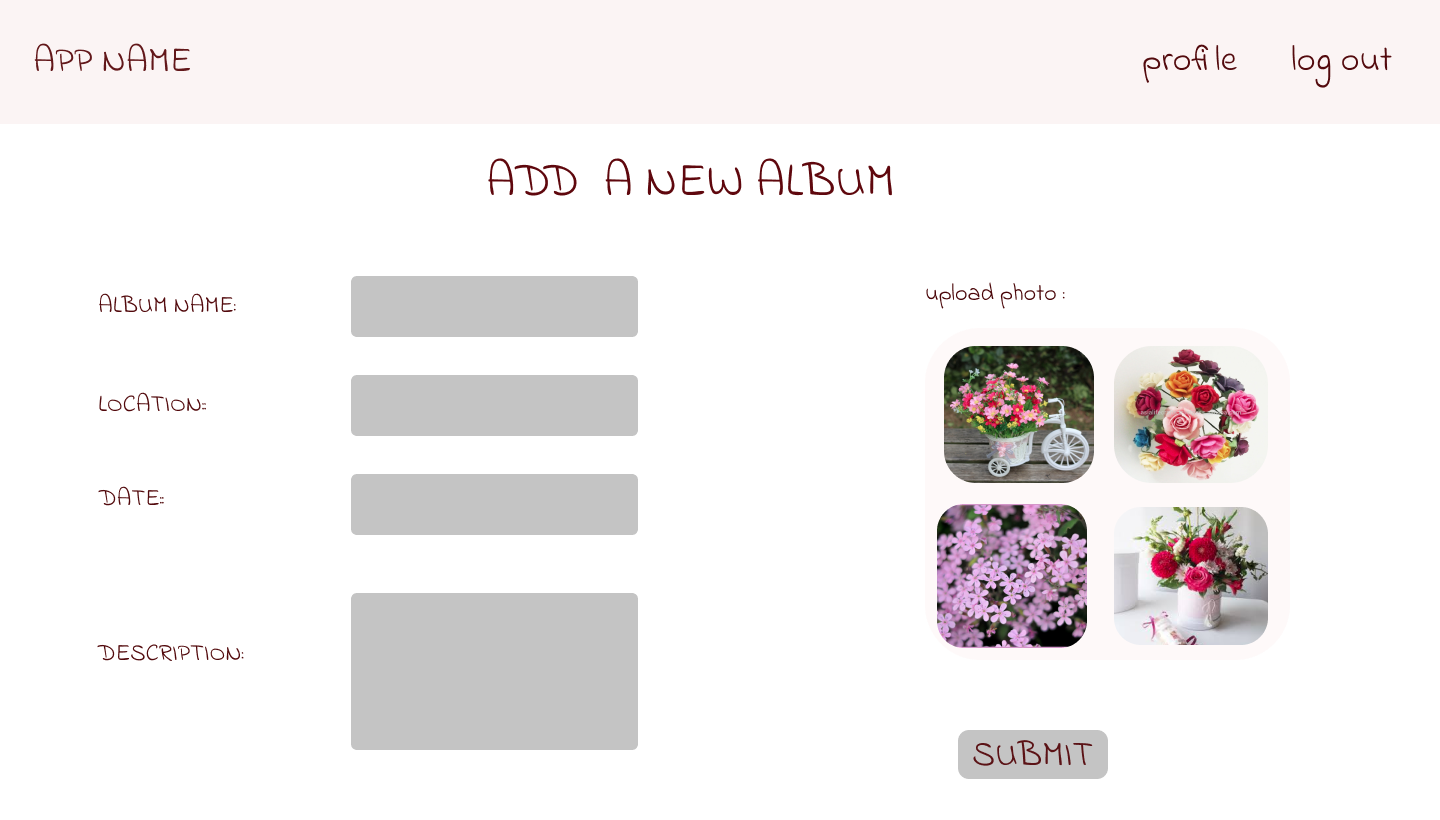 APP NAME
profile
log out
ADD A NEW ALBUM
ALBUM NAME:
upload photo :
LOCATION::
DATE::
DESCRIPTION:
SUBMIT